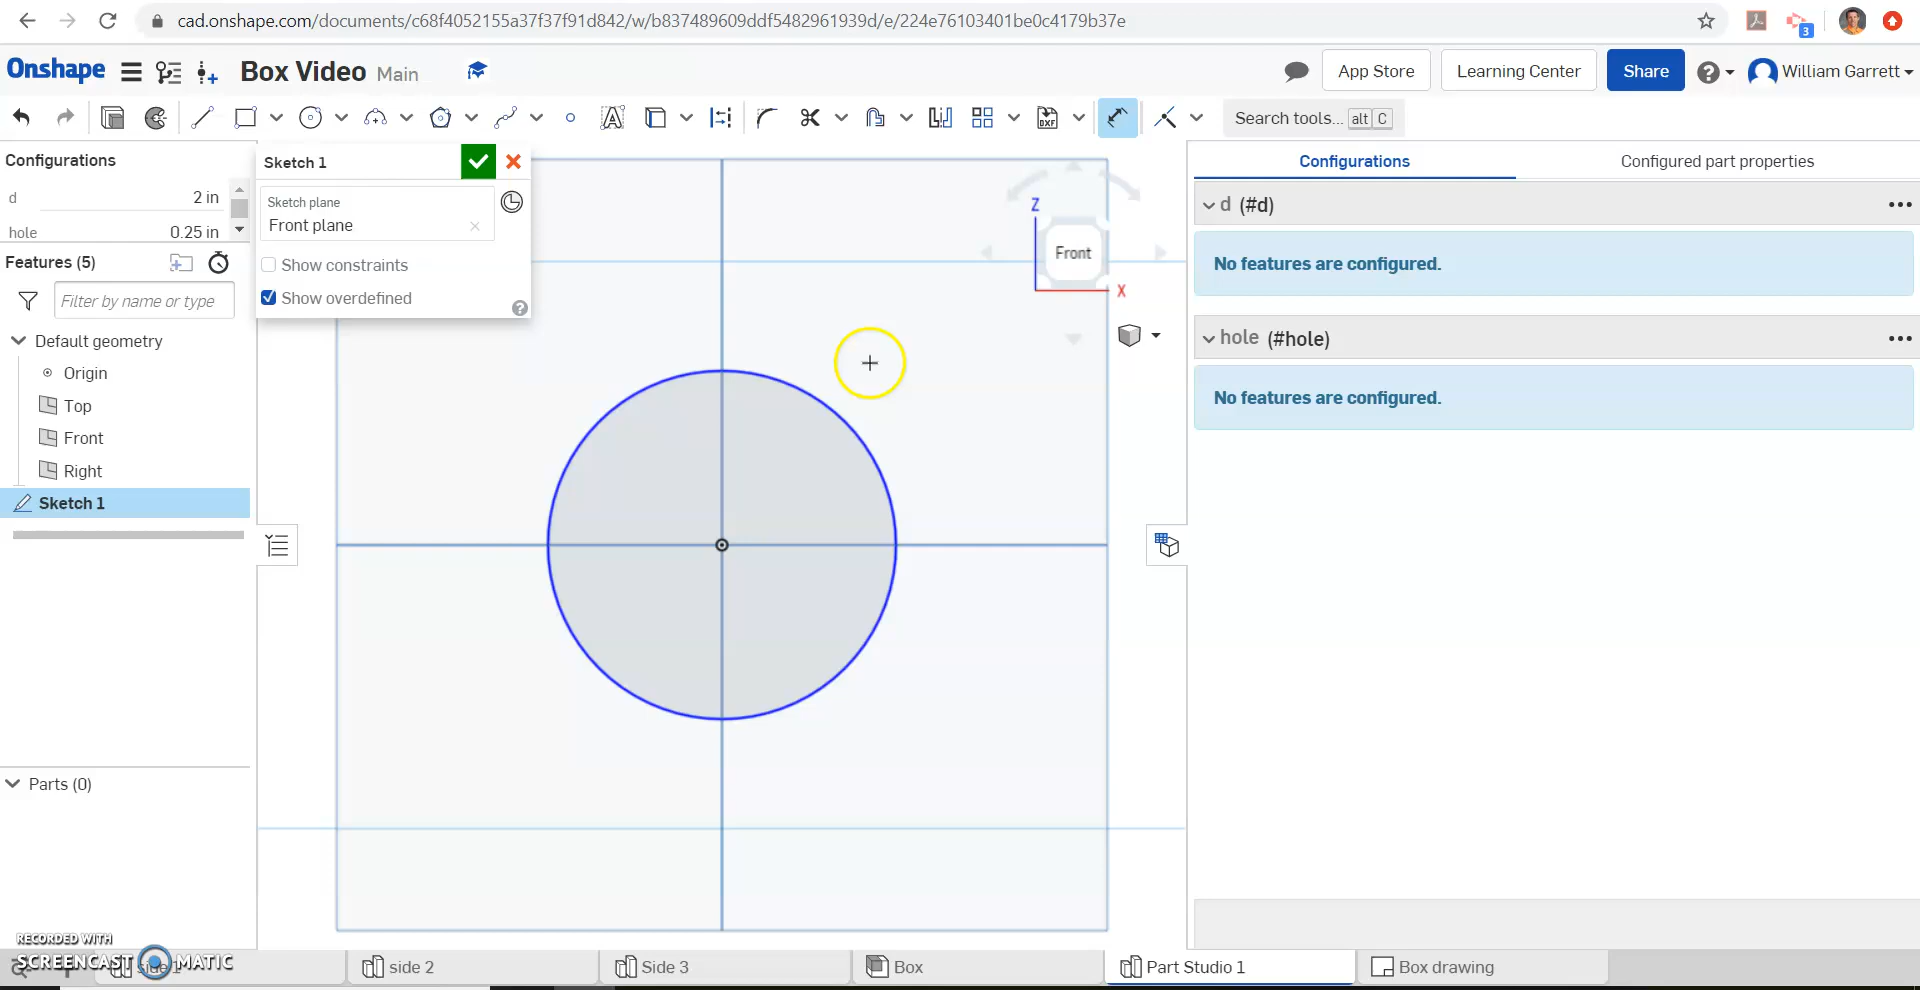 cad.onshape.com/documents/c68f4052155a37f37f91d842/w/b837489609ddf5482961939d/e/224e76103401be0c4179b37e
3
Onshape
Box Video Main
App Store
Learning Center
Share
William Garrett
DXF
Search tools... alt C
Configurations
d 2 in
hole 0.25 in
Features (5)
Filter by name or type
Default geometry
Origin
Top
Front
Right
Sketch 1
Parts (0)
Sketch 1
Sketch plane
Front plane
Show constraints
Show overdefined
Z
Front
X
Configurations
Configured part properties
d (#d)
No features are configured.
hole (#hole)
No features are configured.
RECORDED WITH
SCREENCAST MATIC
side 2
Side 3
Box
Part Studio 1
Box drawing